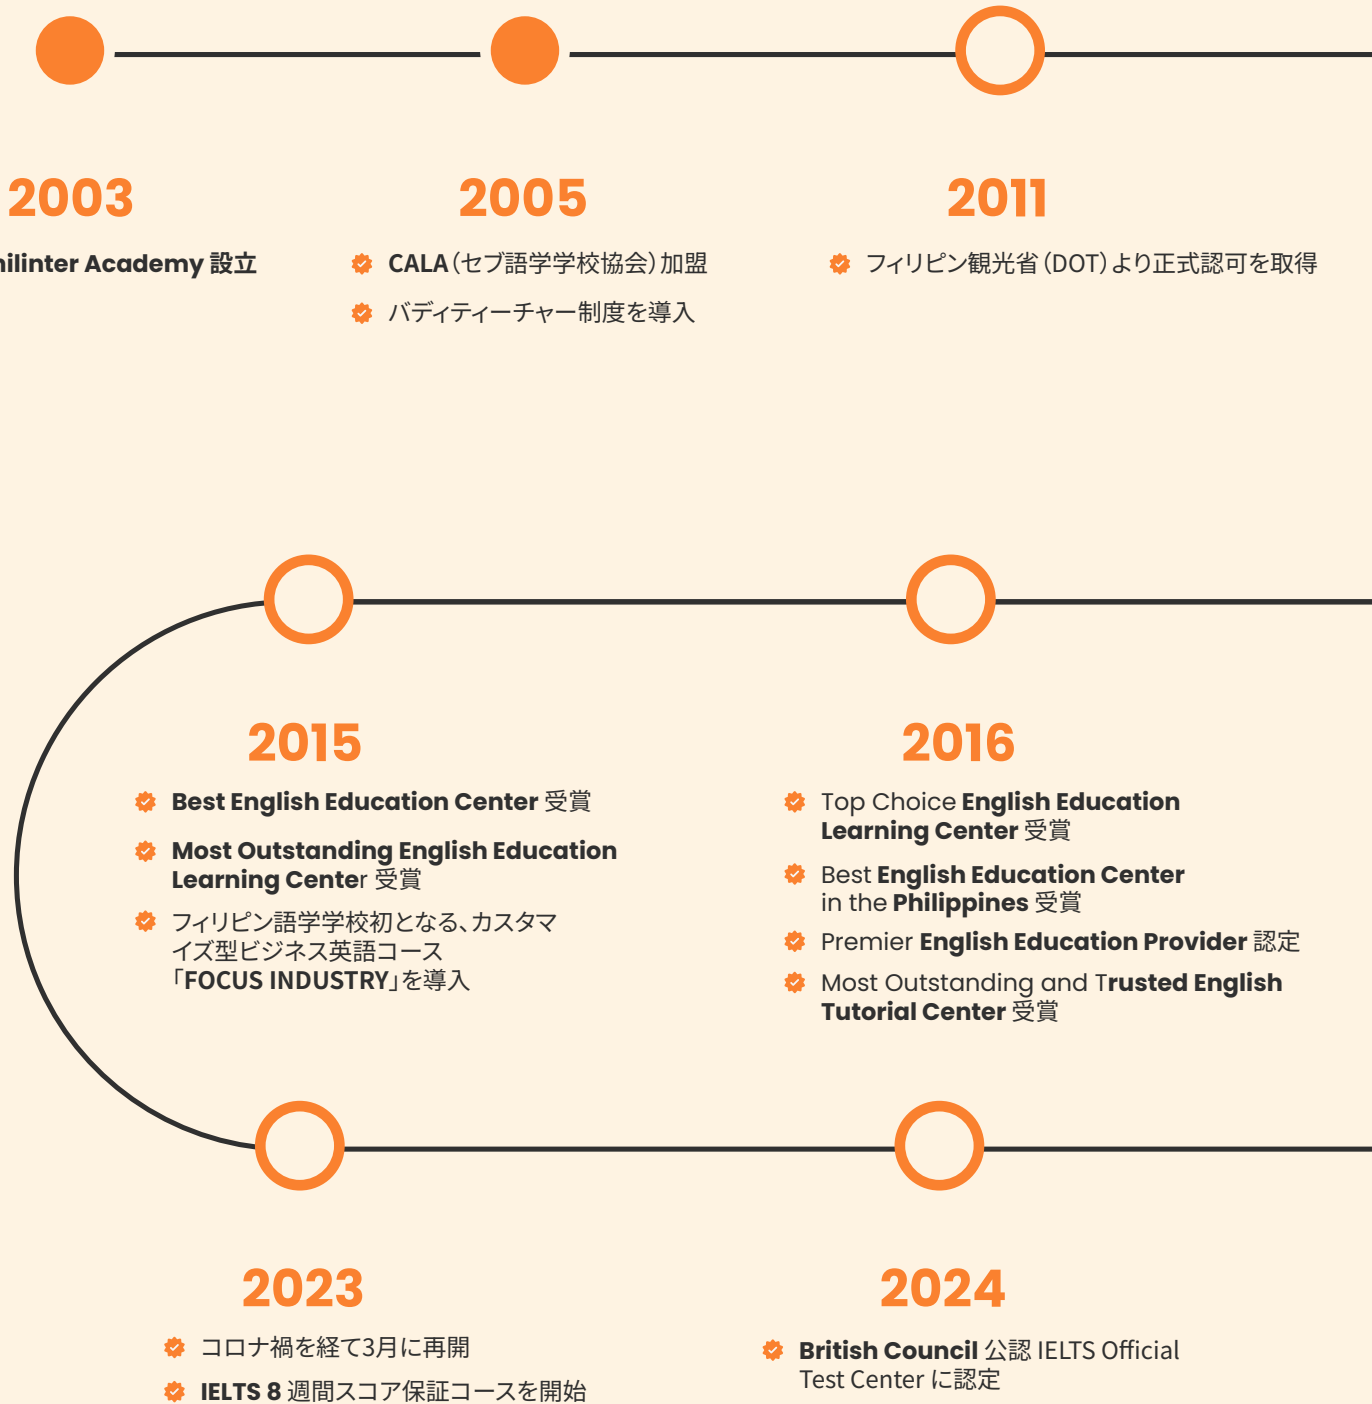 2003
2005
2011
hilinter Academy 設立
CALA（セブ語学学校協会）加盟
バディティーチャー制度を導入
フィリピン観光省（DOT）より正式認可を取得
2015
Best English Education Center 受賞
Most Outstanding English Education
Learning Center 受賞
フィリピン語学学校初となる、カスタマ
イズ型ビジネス英語コース
「FOCUS INDUSTRY」を導入
2016
Top Choice English Education
Learning Center 受賞
Best English Education Center
in the Philippines 受賞
Premier English Education Provider 認定
Most Outstanding and Trusted English
Tutorial Center 受賞
2023
コロナ禍を経て3月に再開
IELTS 8 週間スコア保証コースを開始
2024
British Council 公認 IELTS Official
Test Center に認定